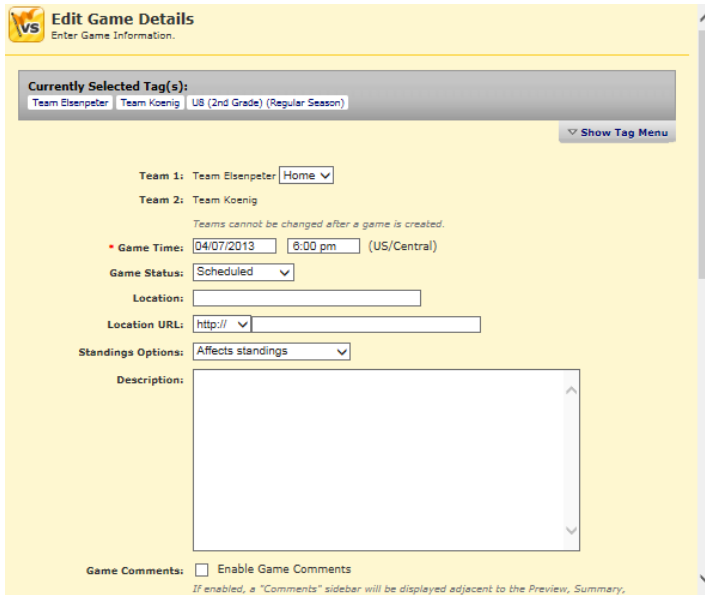 VS
Edit Game Details
Enter Game Information.
Currently Selected Tag(s):
Team Elsenpeter Team Koenig U8 (2nd Grade) (Regular Season)
Show Tag Menu
Team 1: Team Elsenpeter Home
Team 2: Team Koenig
Teams cannot be changed after a game is created.
* Game Time: 04/07/2013 6:00 pm (US/Central)
Game Status: Scheduled
Location:
Location URL: http://
Standings Options: Affects standings
Description:
Game Comments: Enable Game Comments
If enabled, a "Comments" sidebar will be displayed adjacent to the Preview, Summary,